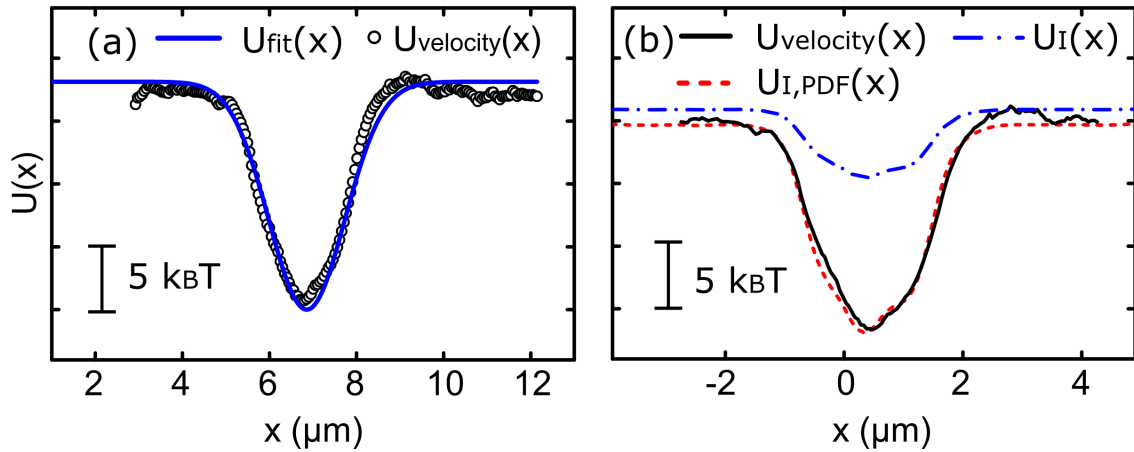 (a) Ufit(x) Uvelocity(x)
U(x)
5 kBT
2 4 6 8 10 12
x (μm)
(b) Uvelocity(x) UI(x)
UI,PDF(x)
5 kBT
-2 0 2 4
x (μm)